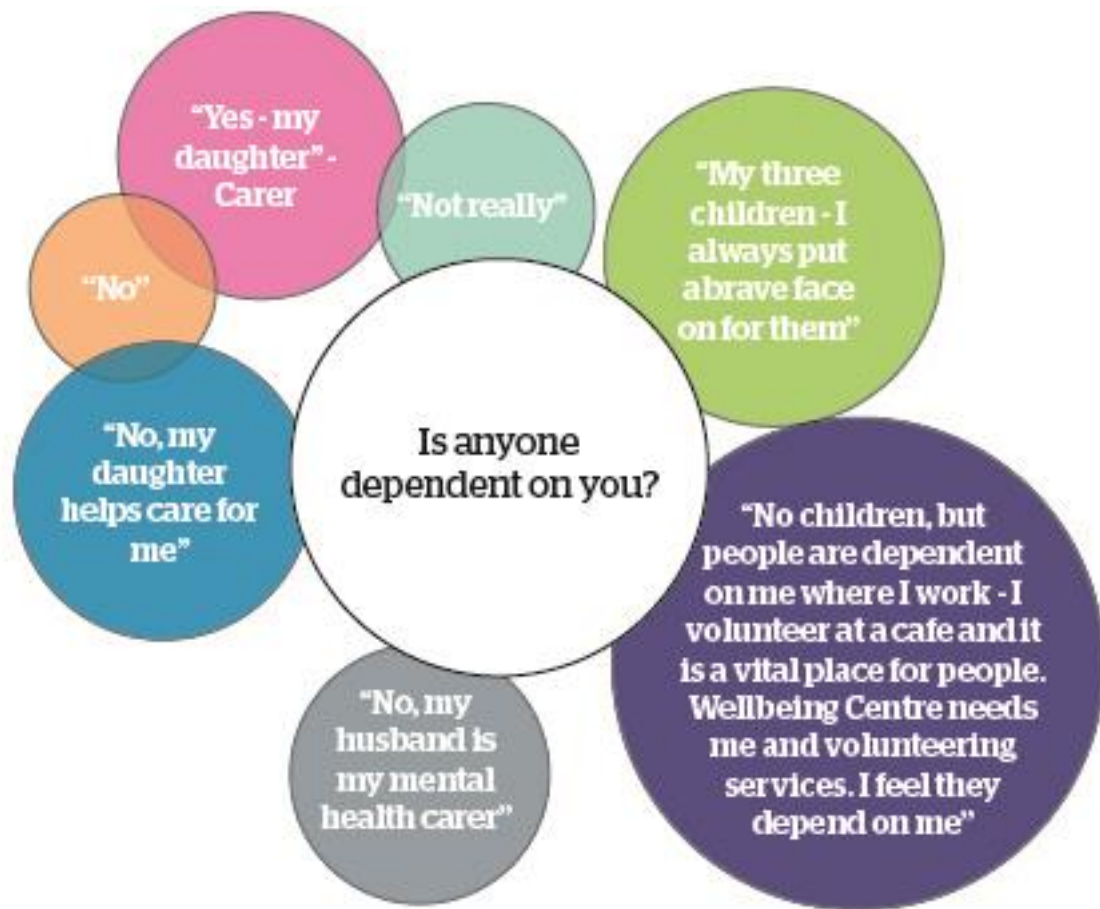 “Yes - my
daughter” -
Carer
“Not really”
“My three
children - I
always put
a brave face
on for them”
“No”
“No, my
daughter
helps care for
me”
Is anyone
dependent on you?
“No children, but
people are dependent
on me where I work - I
volunteer at a cafe and it
is a vital place for people.
Wellbeing Centre needs
me and volunteering
services. I feel they
depend on me”
“No, my
husband is
my mental
health carer”